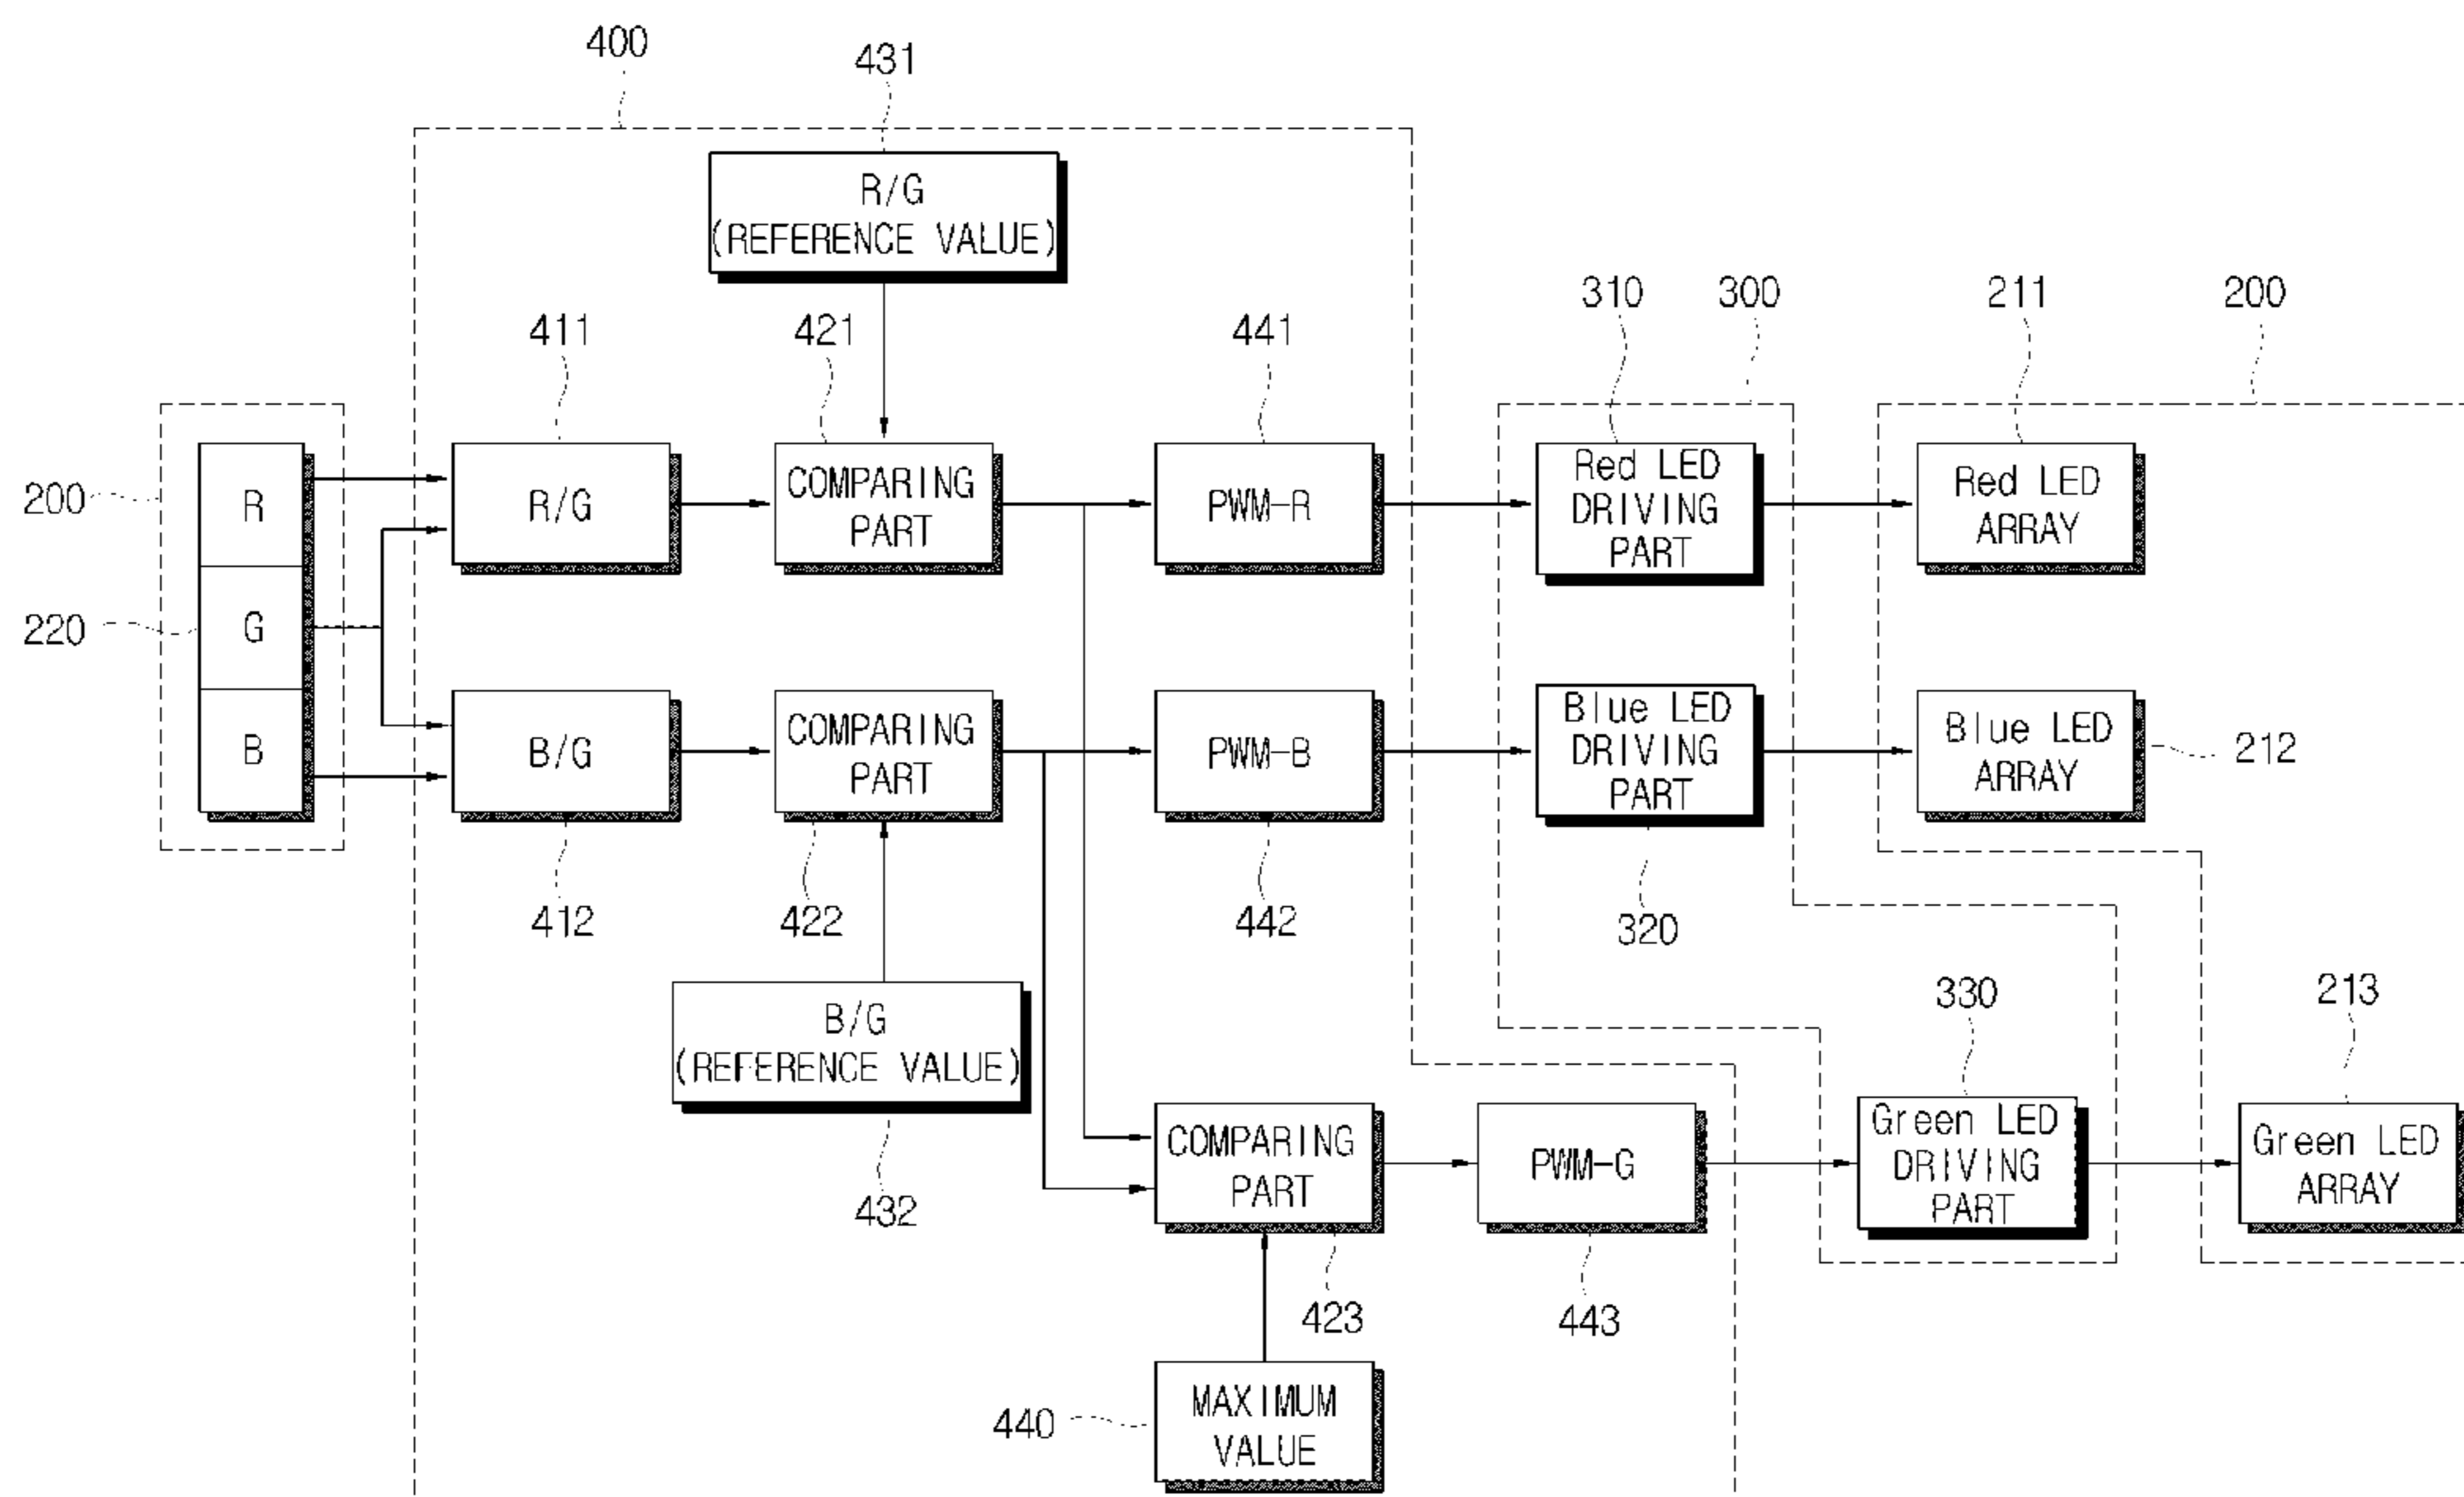 400
431
R/G
(REFERENCE VALUE)
310
300
211
200
411
421
441
200
R
G
B
220
R/G
COMPARING
PART
PWM-R
Red LED
DRIVING
PART
Red LED
ARRAY
B/G
COMPARING
PART
PWM-B
Blue LED
DRIVING
PART
Blue LED
ARRAY
212
412
422
442
320
B/G
(REFERENCE VALUE)
432
330
213
COMPARING
PART
PWM-G
Green LED
DRIVING
PART
Green LED
ARRAY
423
443
440
MAXIMUM
VALUE